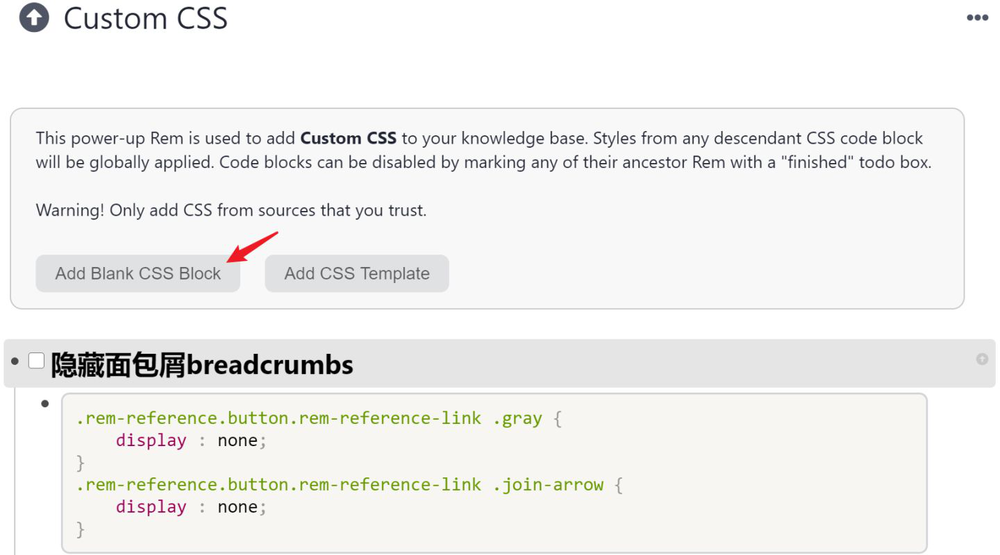 Custom CSS
This power-up Rem is used to add Custom CSS to your knowledge base. Styles from any descendant CSS code block
will be globally applied. Code blocks can be disabled by marking any of their ancestor Rem with a "finished" todo box.
Warning! Only add CSS from sources that you trust.
Add Blank CSS Block Add CSS Template
隐藏面包屑breadcrumbs
.rem-reference.button.rem-reference-link .gray {
    display : none;
}
.rem-reference.button.rem-reference-link .join-arrow {
    display : none;
}